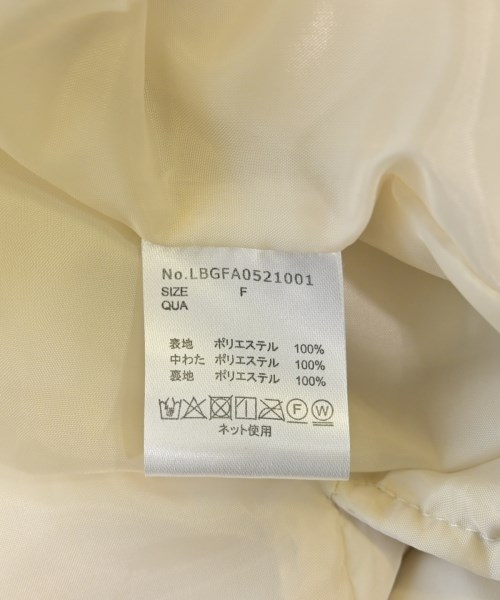 No.LBGFA0521001
SIZE F
QUA
表地 ポリエステル 100%
中わた ポリエステル 100%
裏地 ポリエステル 100%
F W
ネット使用